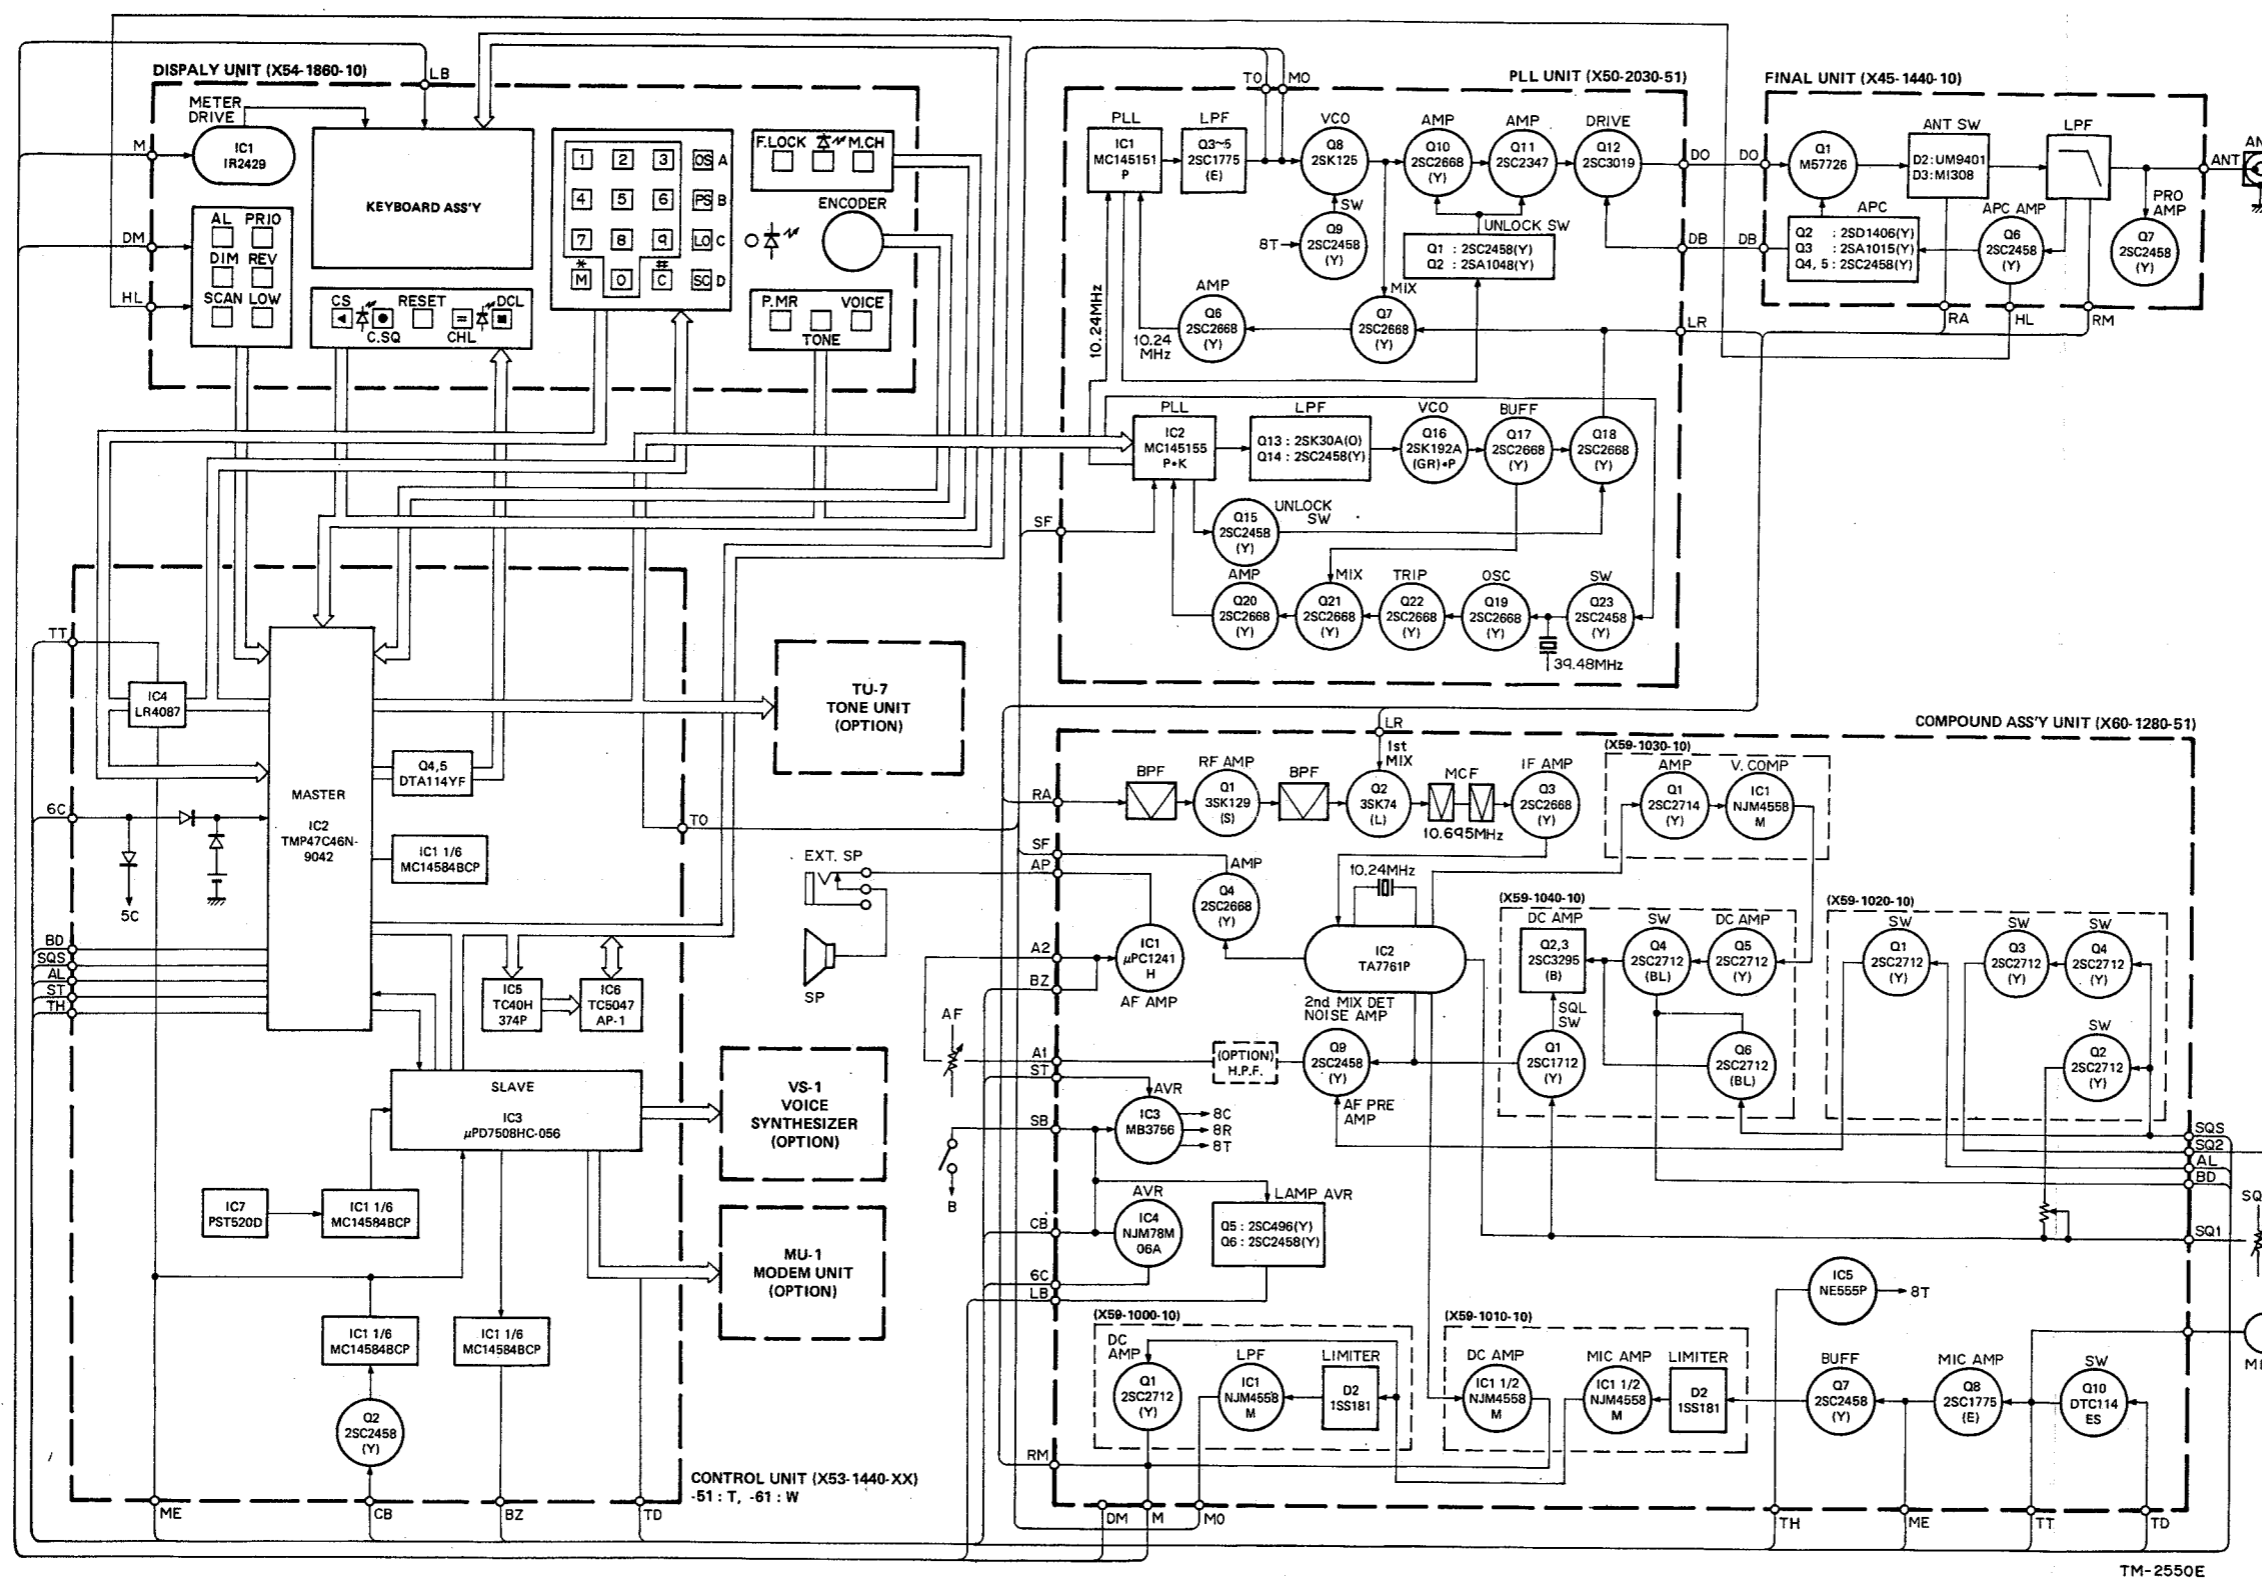 DISPALY UNIT (X54-1860-10)
LB
METER
DRIVE
M
IC1
IR2429
KEYBOARD ASS'Y
DM
HL
AL PRIO
DIM REV
SCAN LOW
CS RESET DCL
C.SQ CHL
1 2 3 OS A
4 5 6 PS B
7 8 9 LO C
* #
M 0 C SC D
F.LOCK M.CH
ENCODER
P.MR VOICE
TONE
PLL UNIT (X50-2030-51)
TO MO
PLL
IC1
MC145151
P
LPF
Q3~5
2SC1775
(E)
VCO
Q8
2SK125
AMP
Q10
2SC2668
(Y)
AMP
Q11
2SC2347
DRIVE
Q12
2SC3019
DO
SW
Q9
2SC2458
(Y)
8T
UNLOCK SW
Q1 : 2SC2458(Y)
Q2 : 2SA1048(Y)
DB
10.24MHz
AMP
Q6
2SC2668
(Y)
10.24
MHz
MIX
Q7
2SC2668
(Y)
LR
PLL
IC2
MC145155
P•K
LPF
Q13 : 2SK30A(O)
Q14 : 2SC2458(Y)
VCO
Q16
2SK192A
(GR)•P
BUFF
Q17
2SC2668
(Y)
Q18
2SC2668
(Y)
SF
Q15
2SC2458
(Y)
UNLOCK
SW
AMP
Q20
2SC2668
(Y)
MIX
Q21
2SC2668
(Y)
TRIP
Q22
2SC2668
(Y)
OSC
Q19
2SC2668
(Y)
SW
Q23
2SC2458
(Y)
39.48MHz
FINAL UNIT (X45-1440-10)
DO
Q1
M57726
ANT SW
D2:UM9401
D3:MI308
LPF
ANT
AN
APC
Q2 : 2SD1406(Y)
Q3 : 2SA1015(Y)
Q4, 5 : 2SC2458(Y)
APC AMP
Q6
2SC2458
(Y)
PRO
AMP
Q7
2SC2458
(Y)
DB
RA HL RM
TT
IC4
LR4087
MASTER
IC2
TMP47C46N-
9042
Q4,5
DTA114YF
IC1 1/6
MC14584BCP
6C
5C
BD
SQS
AL
ST
TH
TO
IC5
TC40H
374P
IC6
TC5047
AP-1
SLAVE
IC3
µPD7508HC-056
IC7
PST520D
IC1 1/6
MC14584BCP
IC1 1/6
MC14584BCP
IC1 1/6
MC14584BCP
Q2
2SC2458
(Y)
ME CB BZ TD
CONTROL UNIT (X53-1440-XX)
-51 : T, -61 : W
TU-7
TONE UNIT
(OPTION)
VS-1
VOICE
SYNTHESIZER
(OPTION)
MU-1
MODEM UNIT
(OPTION)
EXT. SP
SP
AF
B
COMPOUND ASS'Y UNIT (X60-1280-51)
LR
RA
BPF
RF AMP
Q1
3SK129
(S)
BPF
1st
MIX
Q2
3SK74
(L)
MCF
10.695MHz
IF AMP
Q3
2SC2668
(Y)
(X59-1030-10)
AMP
Q1
2SC2714
(Y)
V. COMP
IC1
NJM4558
M
SF
AP
AMP
Q4
2SC2668
(Y)
10.24MHz
IC2
TA7761P
2nd MIX DET
NOISE AMP
A2
BZ
IC1
µPC1241
H
AF AMP
(X59-1040-10)
DC AMP
Q2,3
2SC3295
(B)
SW
Q4
2SC2712
(BL)
DC AMP
Q5
2SC2712
(Y)
SQL
SW
Q1
2SC1712
(Y)
Q6
2SC2712
(BL)
(X59-1020-10)
SW
Q1
2SC2712
(Y)
SW
Q3
2SC2712
(Y)
SW
Q4
2SC2712
(Y)
SW
Q2
2SC2712
(Y)
A1
ST
(OPTION)
H.P.F.
Q9
2SC2458
(Y)
AF PRE
AMP
SB
AVR
IC3
MB3756
8C
8R
8T
AVR
IC4
NJM78M
06A
LAMP AVR
Q5 : 2SC496(Y)
Q6 : 2SC2458(Y)
CB
6C
LB
SQS
SQ2
AL
BD
SQ1
SQ
IC5
NE555P
8T
(X59-1000-10)
DC
AMP
Q1
2SC2712
(Y)
LPF
IC1
NJM4558
M
LIMITER
D2
1SS181
(X59-1010-10)
DC AMP
IC1 1/2
NJM4558
M
MIC AMP
IC1 1/2
NJM4558
M
LIMITER
D2
1SS181
BUFF
Q7
2SC2458
(Y)
MIC AMP
Q8
2SC1775
(E)
SW
Q10
DTC114
ES
RM
DM M MO
TH ME TT TD
TM-2550E